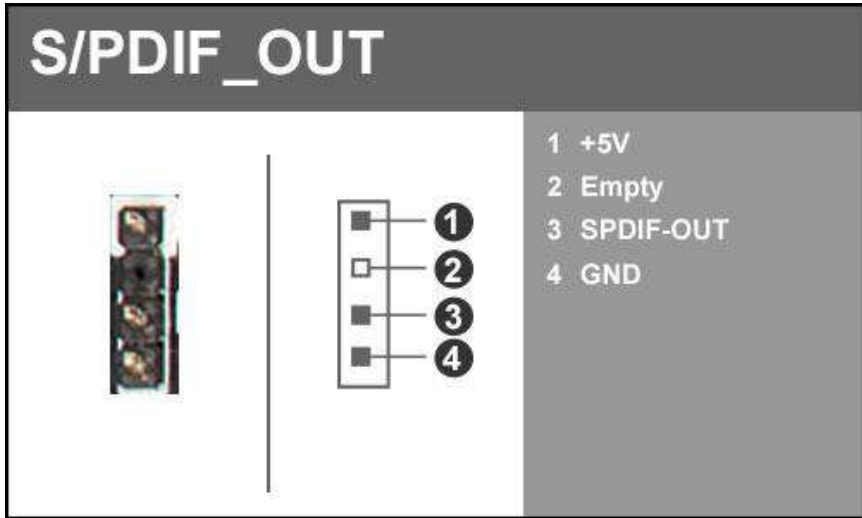 S/PDIF_OUT
1 +5V
2 Empty
3 SPDIF-OUT
4 GND
1
2
3
4